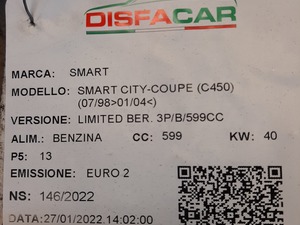 DISFACAR
MARCA: SMART
MODELLO: SMART CITY-COUPE (C450)
(07/98>01/04<)
VERSIONE: LIMITED BER. 3P/B/599CC
ALIM.: BENZINA CC: 599 KW: 40
P5: 13
EMISSIONE: EURO 2
NS: 146/2022
DATA:27/01/2022.14:02:00